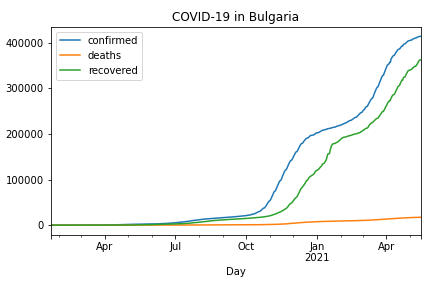 COVID-19 in Bulgaria
confirmed
deaths
recovered
400000
300000
200000
100000
0
Apr Jul Oct Jan Apr
2021
Day